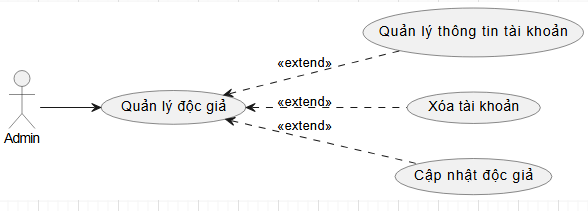 Quản lý thông tin tài khoản
«extend»
Quản lý độc giả
«extend»
Xóa tài khoản
Admin
«extend»
Cập nhật độc giả